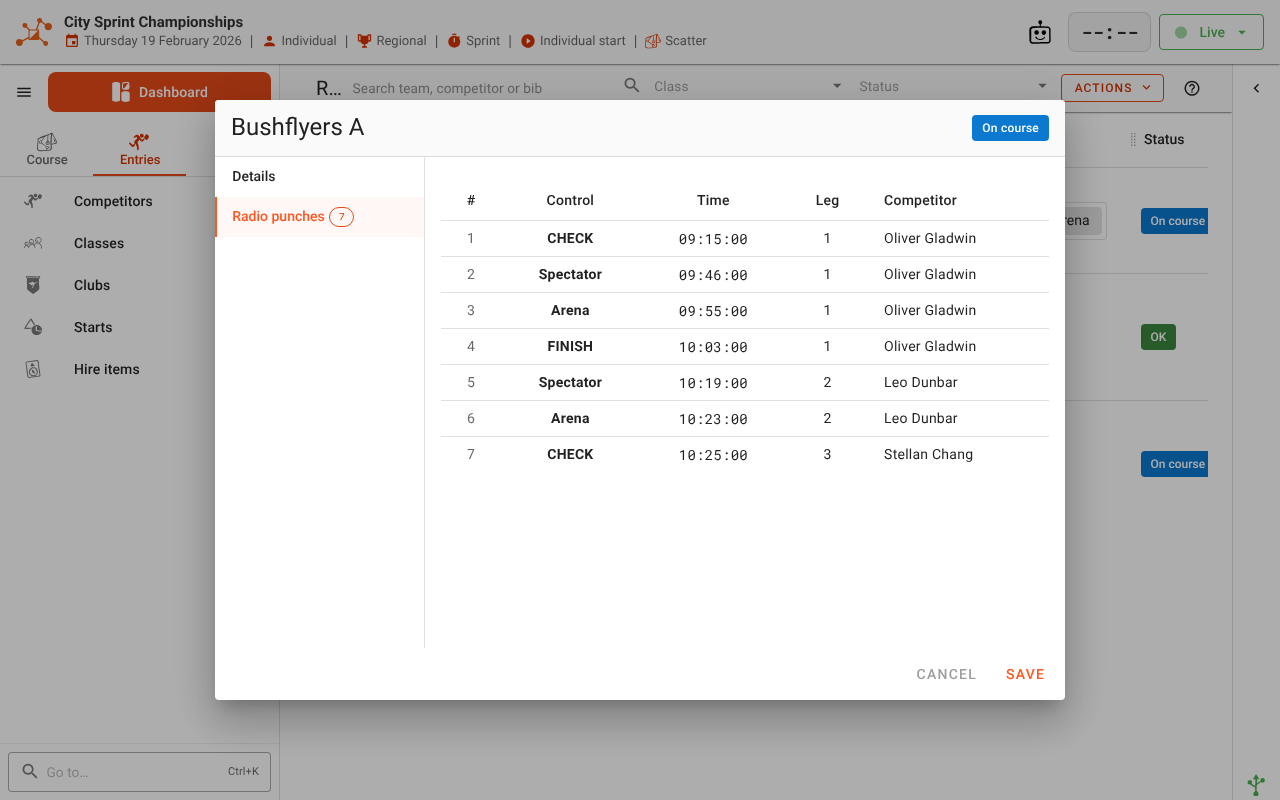 City Sprint Championships
Thursday 19 February 2026 | Individual | Regional | Sprint | Individual start | Scatter
--:--
Live
Dashboard
R...
Search team, competitor or bib
Class
Status
ACTIONS
Course
Entries
Status
Competitors
Classes
Clubs
Starts
Hire items
On course
OK
On course
Bushflyers A
On course
Details
Radio punches 7
# Control Time Leg Competitor
1 CHECK 09:15:00 1 Oliver Gladwin
2 Spectator 09:46:00 1 Oliver Gladwin
3 Arena 09:55:00 1 Oliver Gladwin
4 FINISH 10:03:00 1 Oliver Gladwin
5 Spectator 10:19:00 2 Leo Dunbar
6 Arena 10:23:00 2 Leo Dunbar
7 CHECK 10:25:00 3 Stellan Chang
CANCEL
SAVE
Go to...
Ctrl+K